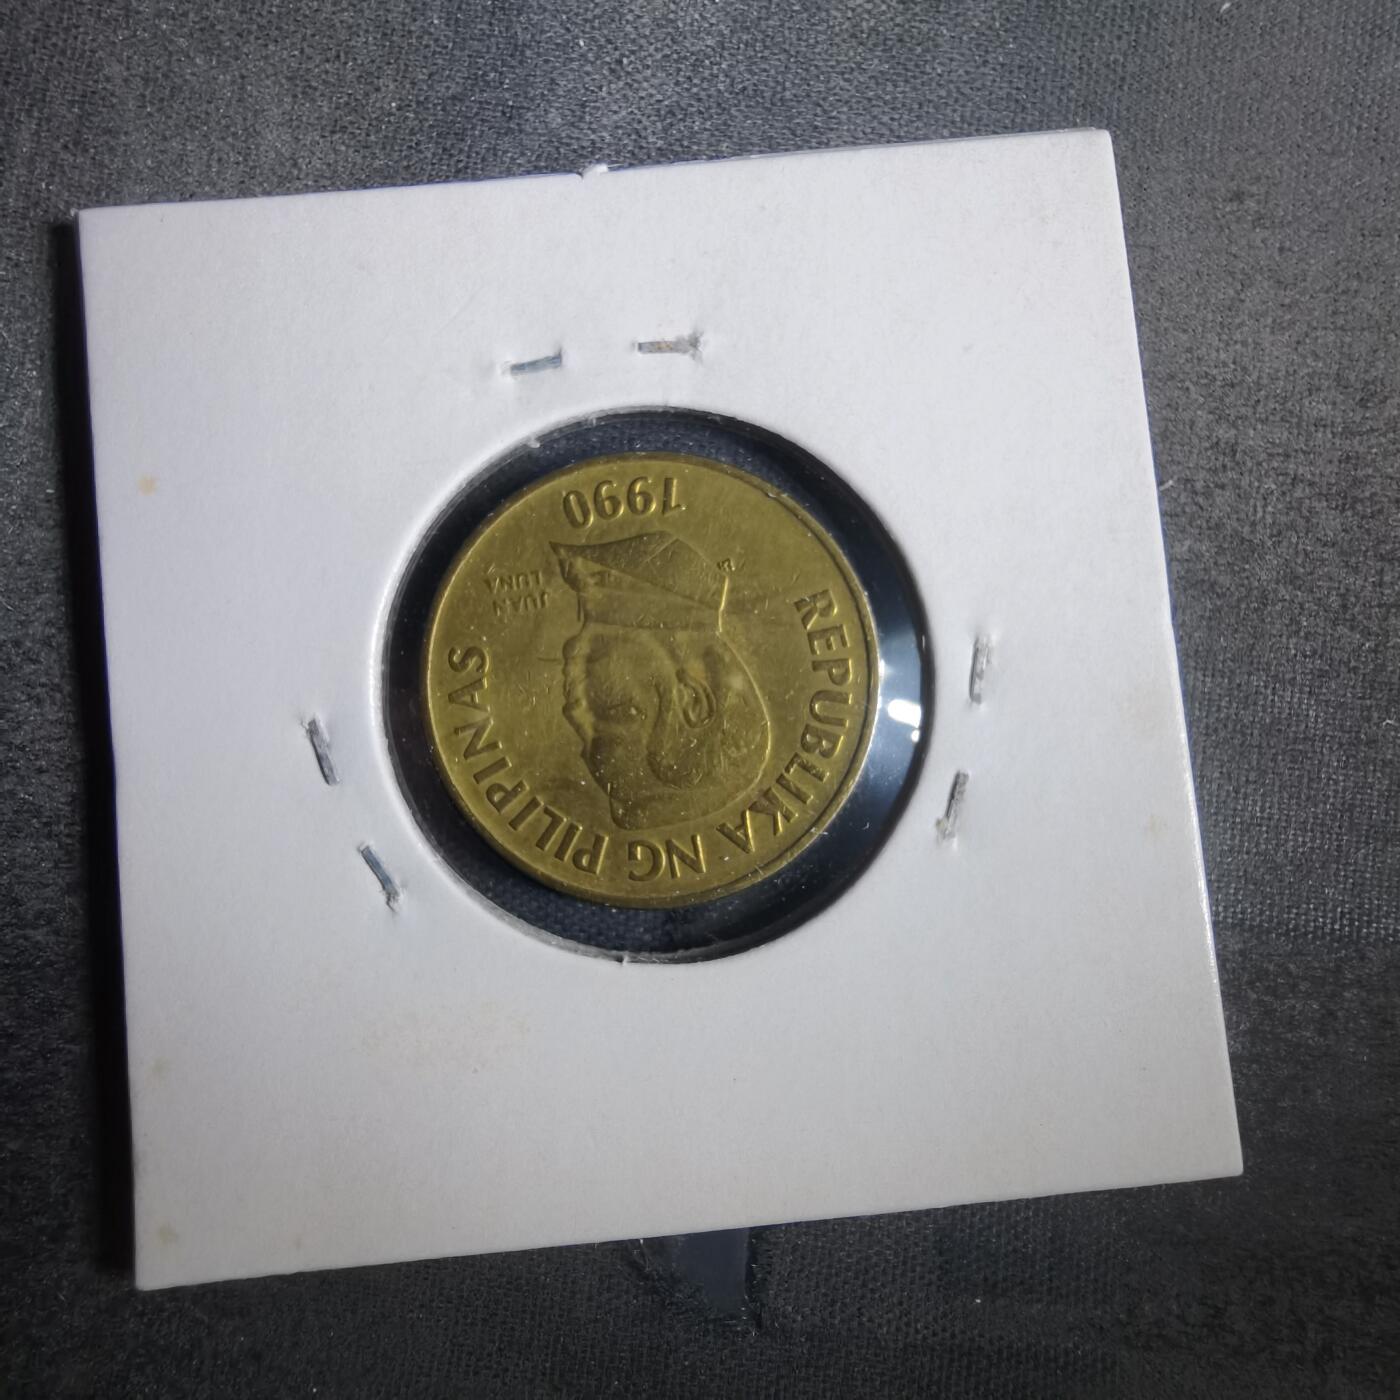 REPUBLIKA NG PILIPINAS
JUAN
LUNA
1990